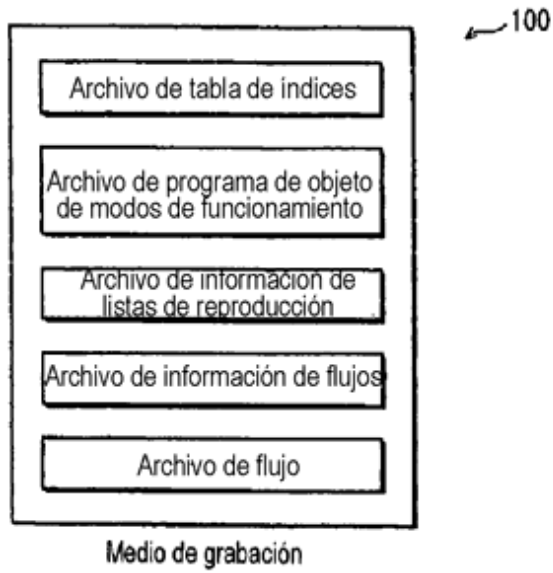 100
Archivo de tabla de índices
Archivo de programa de objeto
de modos de funcionamiento
Archivo de información de
listas de reproducción
Archivo de información de flujos
Archivo de flujo
Medio de grabación